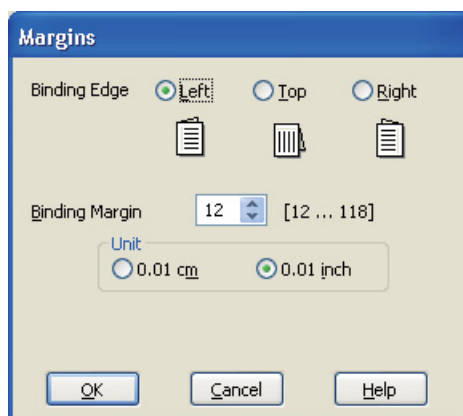 Margins
Binding Edge Left Top Right
Binding Margin 12 [12 ... 118]
Unit
0.01 cm 0.01 inch
OK Cancel Help